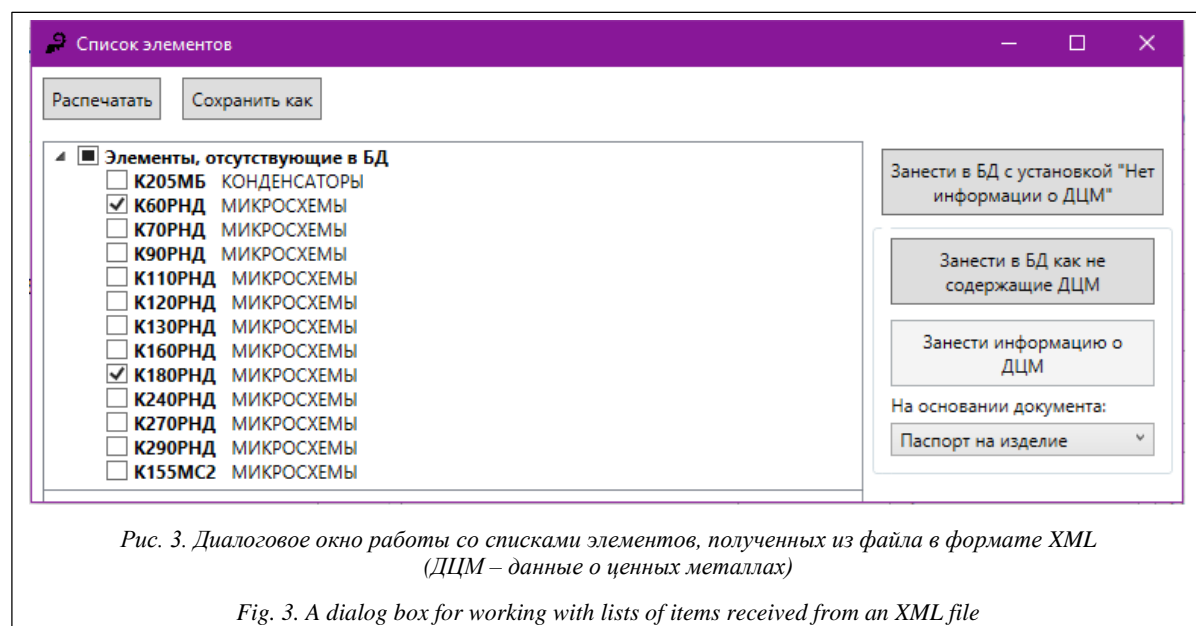 Список элементов
Распечатать Сохранить как
Элементы, отсутствующие в БД
К205МБ КОНДЕНСАТОРЫ
К60РНД МИКРОСХЕМЫ
К70РНД МИКРОСХЕМЫ
К90РНД МИКРОСХЕМЫ
К110РНД МИКРОСХЕМЫ
К120РНД МИКРОСХЕМЫ
К130РНД МИКРОСХЕМЫ
К160РНД МИКРОСХЕМЫ
К180РНД МИКРОСХЕМЫ
К240РНД МИКРОСХЕМЫ
К270РНД МИКРОСХЕМЫ
К290РНД МИКРОСХЕМЫ
К155МС2 МИКРОСХЕМЫ
Занести в БД с установкой "Нет
информации о ДЦМ"
Занести в БД как не
содержащие ДЦМ
Занести информацию о
ДЦМ
На основании документа:
Паспорт на изделие
Рис. 3. Диалоговое окно работы со списками элементов, полученных из файла в формате XML
(ДЦМ – данные о ценных металлах)
Fig. 3. A dialog box for working with lists of items received from an XML file